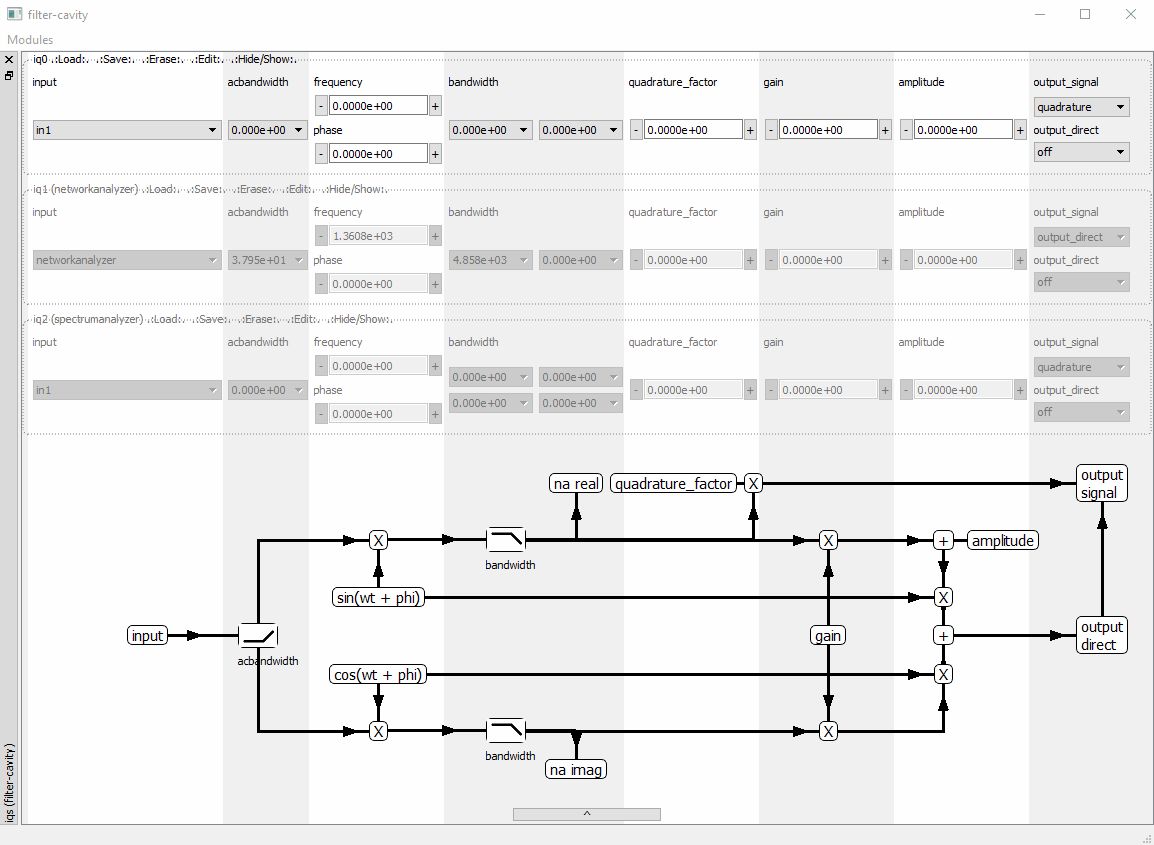 filter-cavity
Modules
iq0 .:Load:. .:Save:. .:Erase:. .:Edit:. .:Hide/Show:.
input acbandwidth frequency bandwidth quadrature_factor gain amplitude output_signal
- 0.0000e+00 + quadrature
in1 0.000e+00 phase 0.000e+00 0.000e+00 - 0.0000e+00 + - 0.0000e+00 + - 0.0000e+00 + output_direct
- 0.0000e+00 + off
iq1 (networkanalyzer) .:Load:. .:Save:. .:Erase:. .:Edit:. .:Hide/Show:.
input acbandwidth frequency bandwidth quadrature_factor gain amplitude output_signal
- 1.3608e+03 + output_direct
networkanalyzer 3.795e+01 phase 4.858e+03 0.000e+00 - 0.0000e+00 + - 0.0000e+00 + - 0.0000e+00 + output_direct
- 0.0000e+00 + off
iq2 (spectrumanalyzer) .:Load:. .:Save:. .:Erase:. .:Edit:. .:Hide/Show:.
input acbandwidth frequency bandwidth quadrature_factor gain amplitude output_signal
- 0.0000e+00 + quadrature
0.000e+00 0.000e+00
in1 0.000e+00 phase - 0.0000e+00 + - 0.0000e+00 + - 0.0000e+00 + output_direct
0.000e+00 0.000e+00
- 0.0000e+00 + off
na real quadrature_factor X output
signal
X X + amplitude
bandwidth
sin(wt + phi) X
input gain + output
direct
acbandwidth
cos(wt + phi) X
X X
bandwidth
na imag
iqs (filter-cavity)